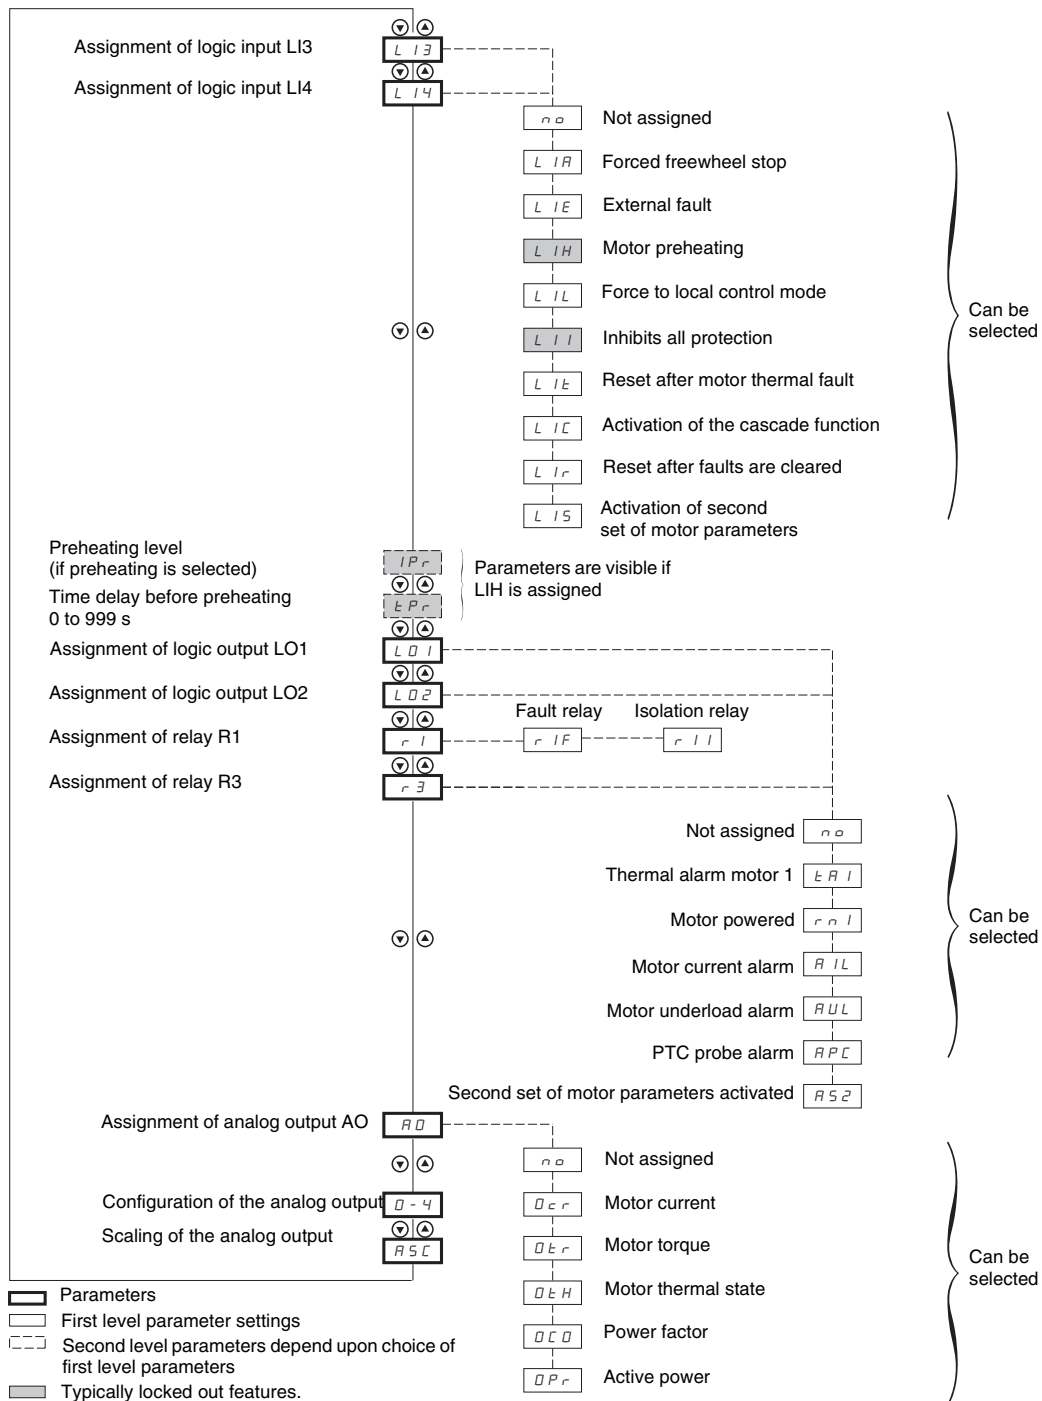 Assignment of logic input LI3
LI3
Assignment of logic input LI4
LI4
no Not assigned
LIA Forced freewheel stop
LIE External fault
LIH Motor preheating
LIL Force to local control mode
LII Inhibits all protection
LIt Reset after motor thermal fault
LIC Activation of the cascade function
LIr Reset after faults are cleared
LIS Activation of second
set of motor parameters
Can be
selected
Preheating level
(if preheating is selected)
IPr
Time delay before preheating
0 to 999 s
tPr
Parameters are visible if
LIH is assigned
Assignment of logic output LO1
LO1
Assignment of logic output LO2
LO2
Fault relay Isolation relay
Assignment of relay R1
r1 r1F r1I
Assignment of relay R3
r3
Not assigned no
Thermal alarm motor 1 tA1
Motor powered rn1
Motor current alarm AIL
Motor underload alarm AUL
PTC probe alarm APC
Second set of motor parameters activated AS2
Can be
selected
Assignment of analog output AO
AO
Configuration of the analog output
O-4
Scaling of the analog output
ASC
no Not assigned
Ocr Motor current
Otr Motor torque
OtH Motor thermal state
OCO Power factor
OPr Active power
Can be
selected
Parameters
First level parameter settings
Second level parameters depend upon choice of
first level parameters
Typically locked out features.